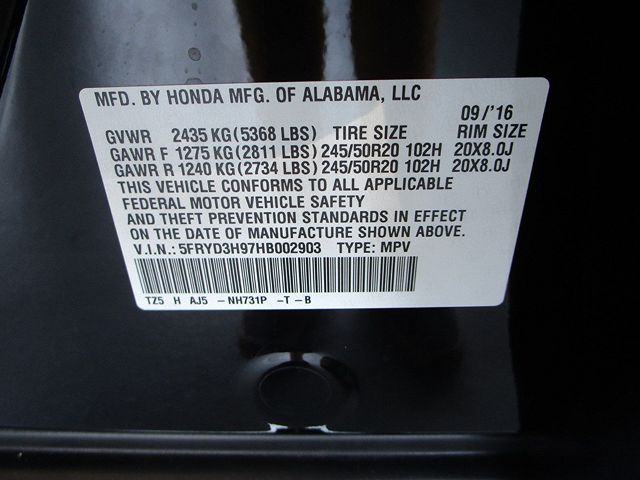 MFD. BY HONDA MFG. OF ALABAMA, LLC 09/'16
GVWR 2435 KG(5368 LBS) TIRE SIZE RIM SIZE
GAWR F 1275 KG(2811 LBS) 245/50R20 102H 20X8.0J
GAWR R 1240 KG(2734 LBS) 245/50R20 102H 20X8.0J
THIS VEHICLE CONFORMS TO ALL APPLICABLE
FEDERAL MOTOR VEHICLE SAFETY
AND THEFT PREVENTION STANDARDS IN EFFECT
ON THE DATE OF MANUFACTURE SHOWN ABOVE.
V.I.N.: 5FRYD3H97HB002903 TYPE: MPV
TZ5 H AJ5 -NH731P -T-B